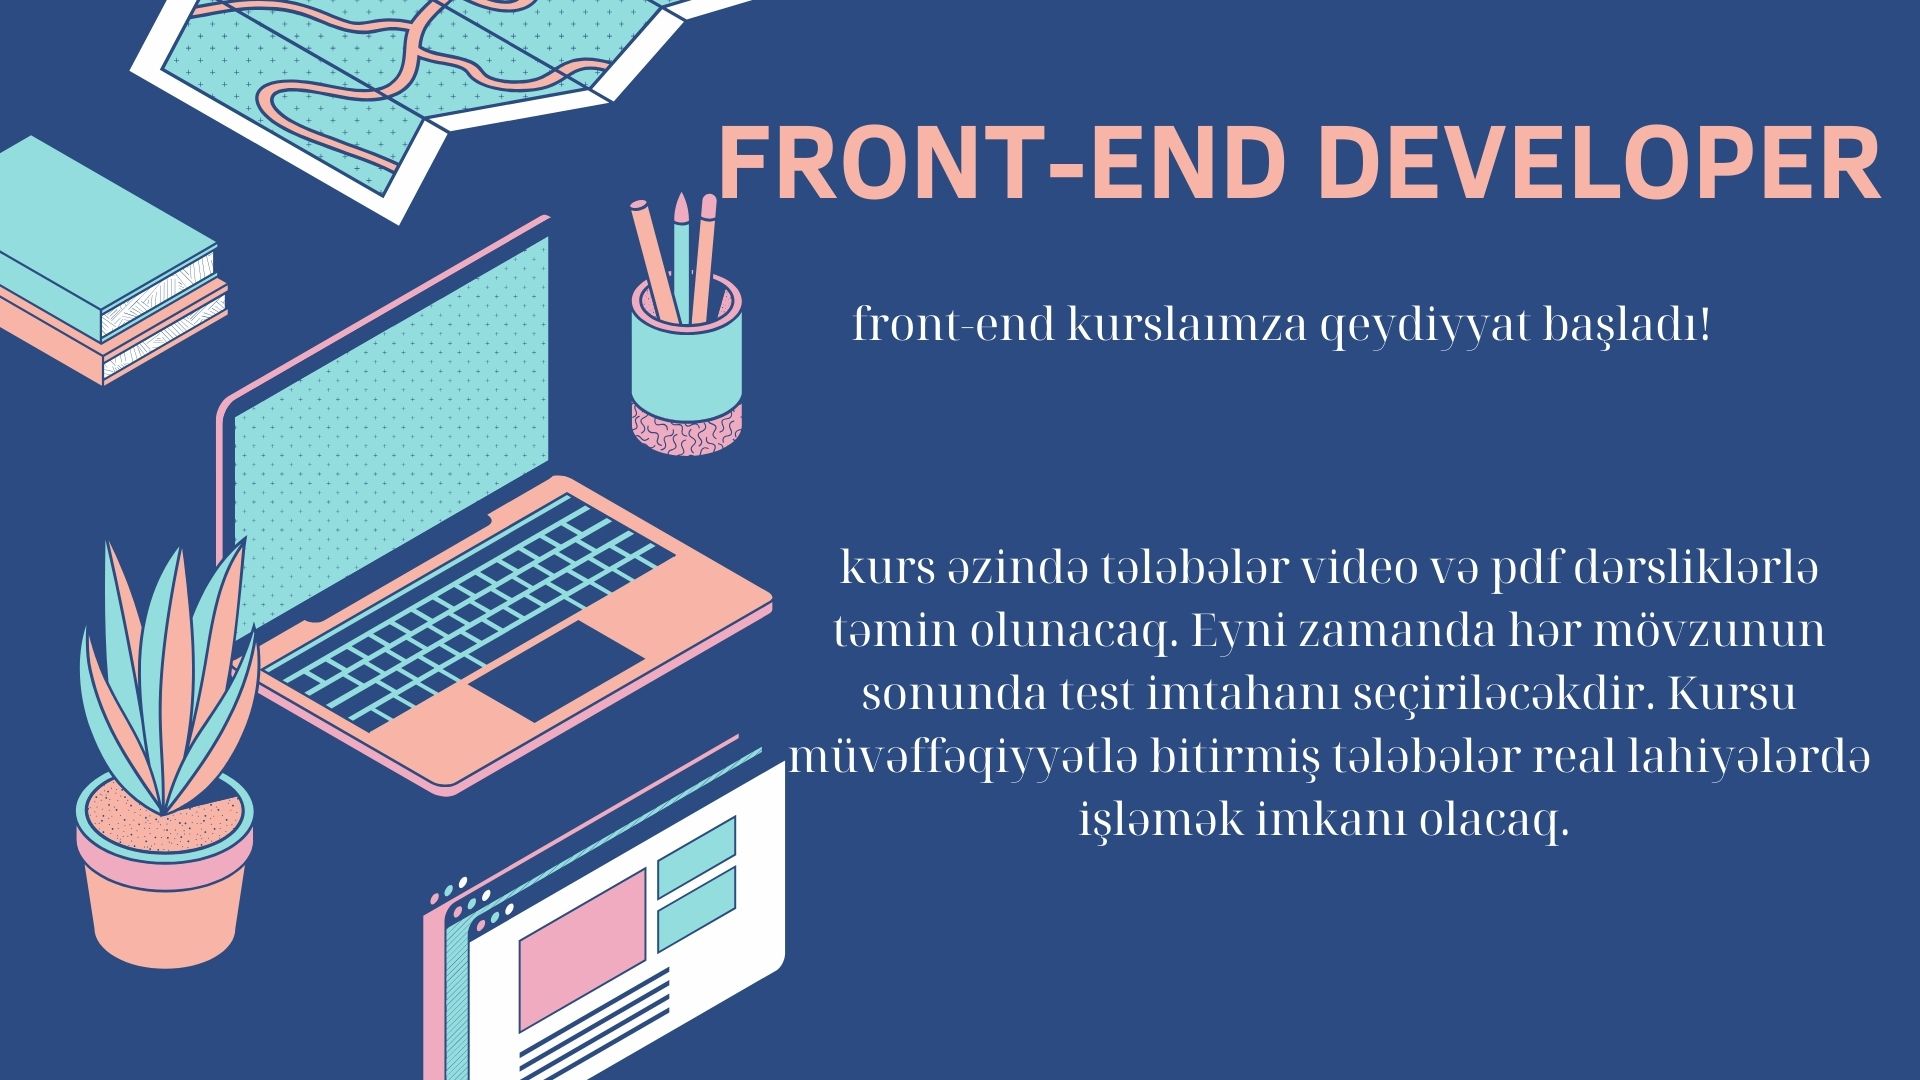 FRONT-END DEVELOPER
front-end kurslaımza qeydiyyat başladı!
kurs əzində tələbələr video və pdf dərsliklərlə
təmin olunacaq. Eyni zamanda hər mövzunun
sonunda test imtahanı seçiriləcəkdir. Kursu
müvəffəqiyyətlə bitirmiş tələbələr real lahiyələrdə
işləmək imkanı olacaq.